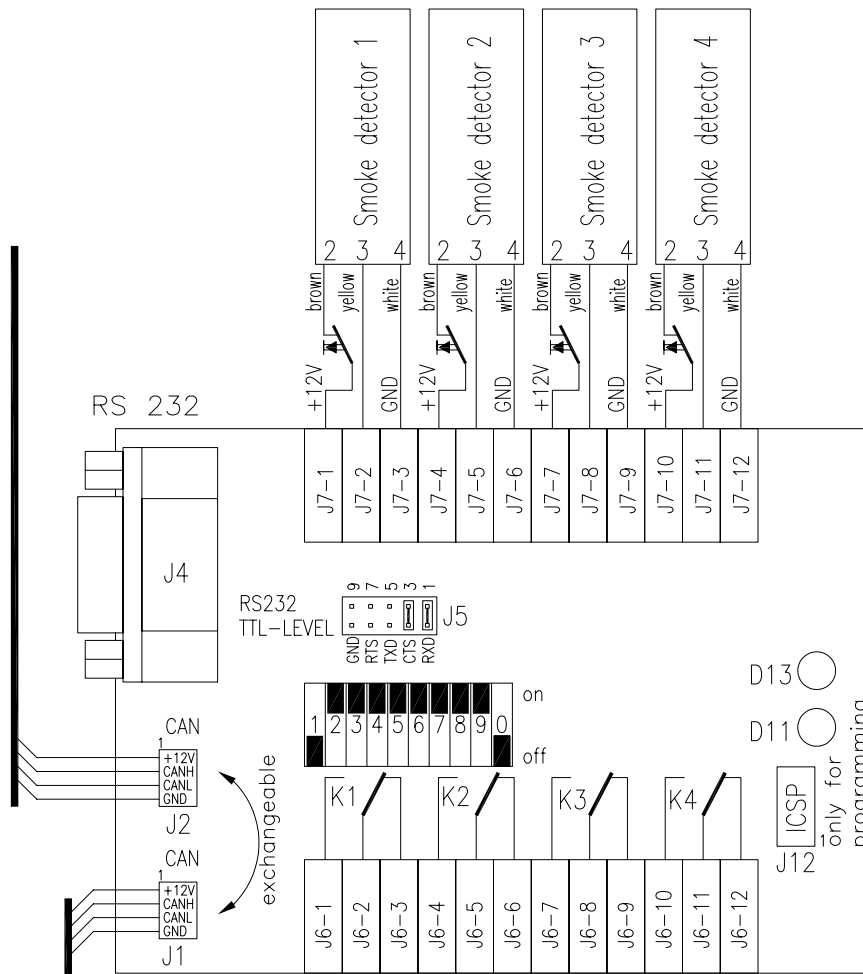 Smoke detector 1
Smoke detector 2
Smoke detector 3
Smoke detector 4
2 3 4
2 3 4
2 3 4
2 3 4
brown
yellow
white
brown
yellow
white
brown
yellow
white
brown
yellow
white
+12V
GND
+12V
GND
+12V
GND
+12V
GND
RS 232
J7-1
J7-2
J7-3
J7-4
J7-5
J7-6
J7-7
J7-8
J7-9
J7-10
J7-11
J7-12
J4
9
7
5
3
1
RS232
TTL-LEVEL
J5
GND
RTS
TXD
CTS
RXD
on
1 2 3 4 5 6 7 8 9 0
off
D13
D11
CAN
1
+12V
CANH
CANL
GND
J2
exchangeable
K1
K2
K3
K4
ICSP
1
J12
only for
programming
CAN
1
+12V
CANH
CANL
GND
J1
J6-1
J6-2
J6-3
J6-4
J6-5
J6-6
J6-7
J6-8
J6-9
J6-10
J6-11
J6-12